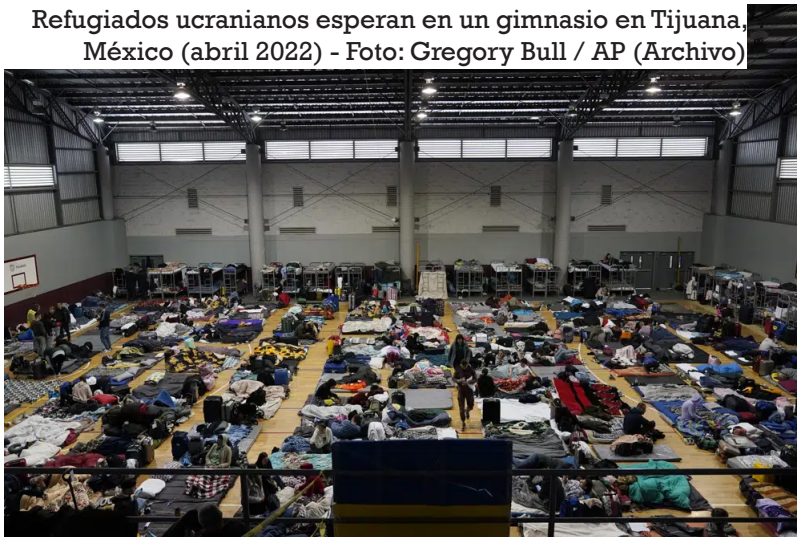 Refugiados ucranianos esperan en un gimnasio en Tijuana,
México (abril 2022) - Foto: Gregory Bull / AP (Archivo)